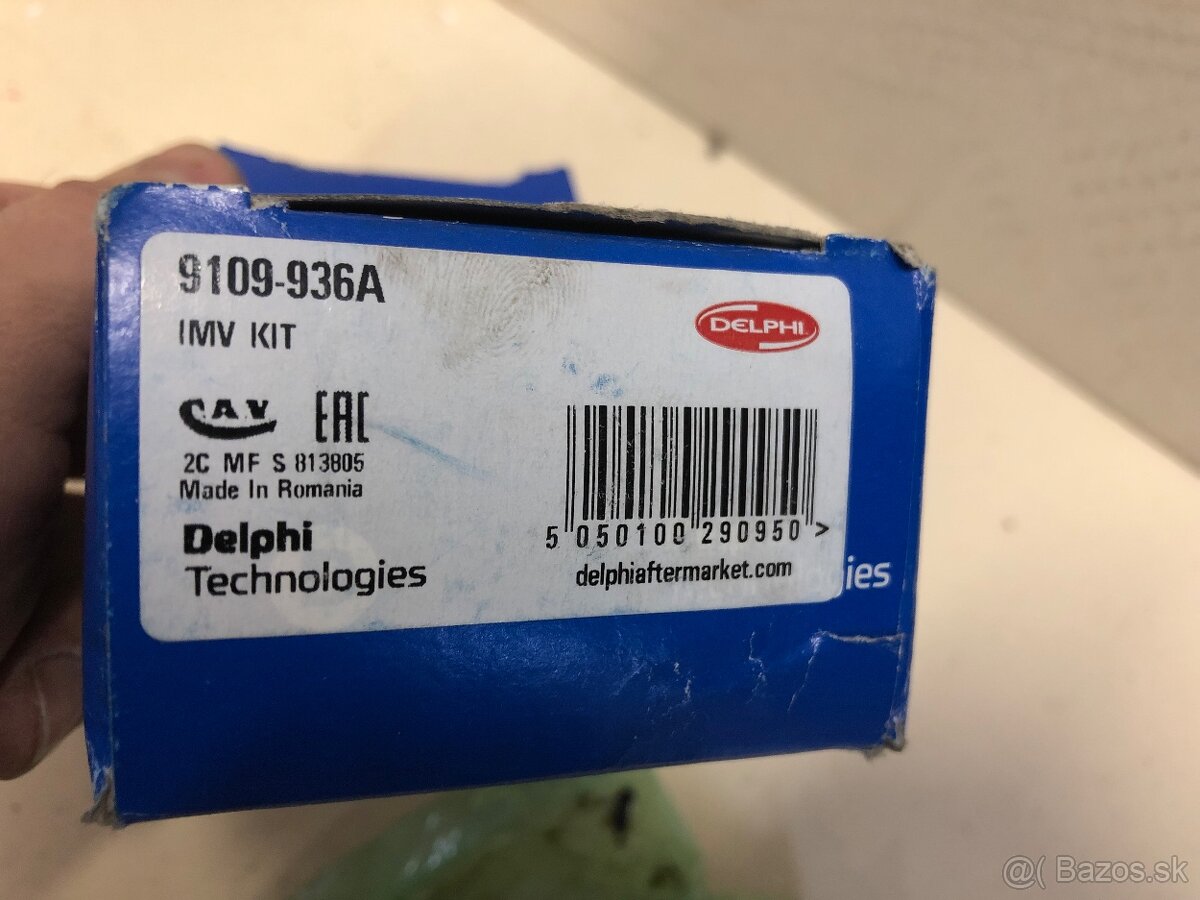 9109-936A
IMV KIT
DELPHI
CAV EAC
2C MF S 813805
Made In Romania
5 050100 290950 >
Delphi
Technologies
delphiaftermarket.com
ies
@( Bazos.sk